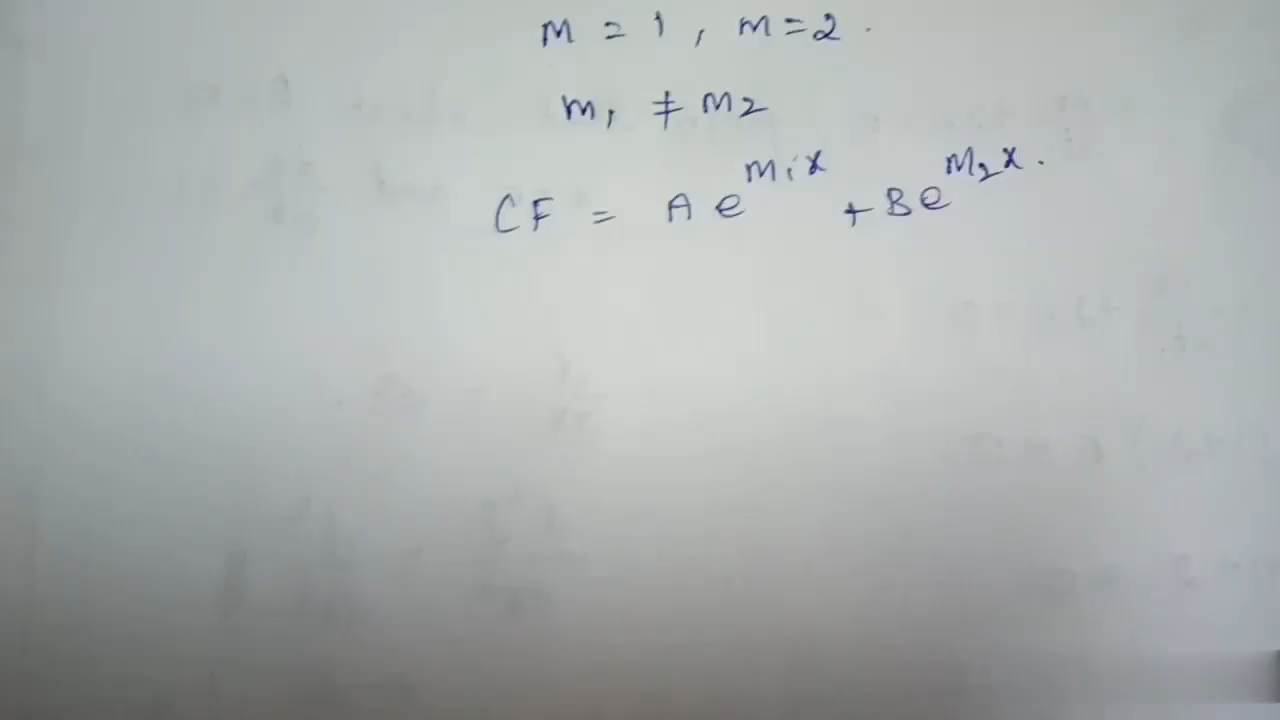 m = 1 , m = 2 .
m₁ ≠ m₂
CF = A e^{m₁x} + B e^{m₂x} .